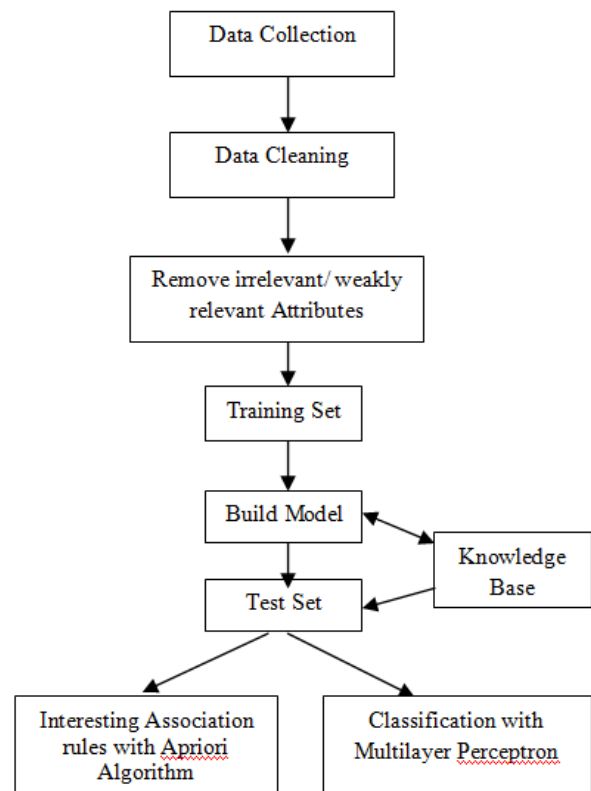 Data Collection
Data Cleaning
Remove irrelevant/ weakly
relevant Attributes
Training Set
Build Model
Knowledge
Base
Test Set
Interesting Association
rules with Apriori
Algorithm
Classification with
Multilayer Perceptron